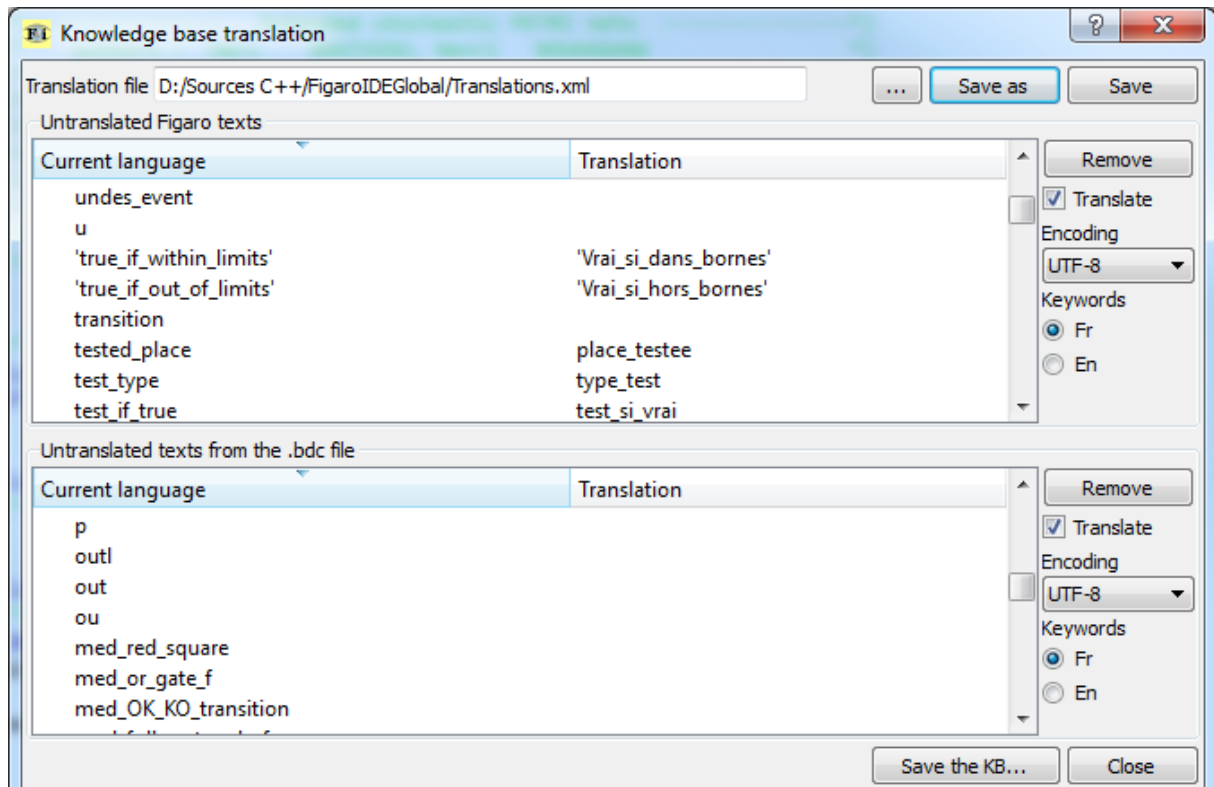 Knowledge base translation
Translation file D:/Sources C++/FigaroIDEGlobal/Translations.xml ... Save as Save
Untranslated Figaro texts
Current language Translation Remove
undes_event Translate
u Encoding
'true_if_within_limits' 'Vrai_si_dans_bornes' UTF-8
'true_if_out_of_limits' 'Vrai_si_hors_bornes' Keywords
transition Fr
tested_place place_testee
test_type type_test En
test_if_true test_si_vrai
Untranslated texts from the .bdc file
Current language Translation Remove
p Translate
outl Encoding
out UTF-8
ou Keywords
med_red_square Fr
med_or_gate_f En
med_OK_KO_transition
Save the KB... Close